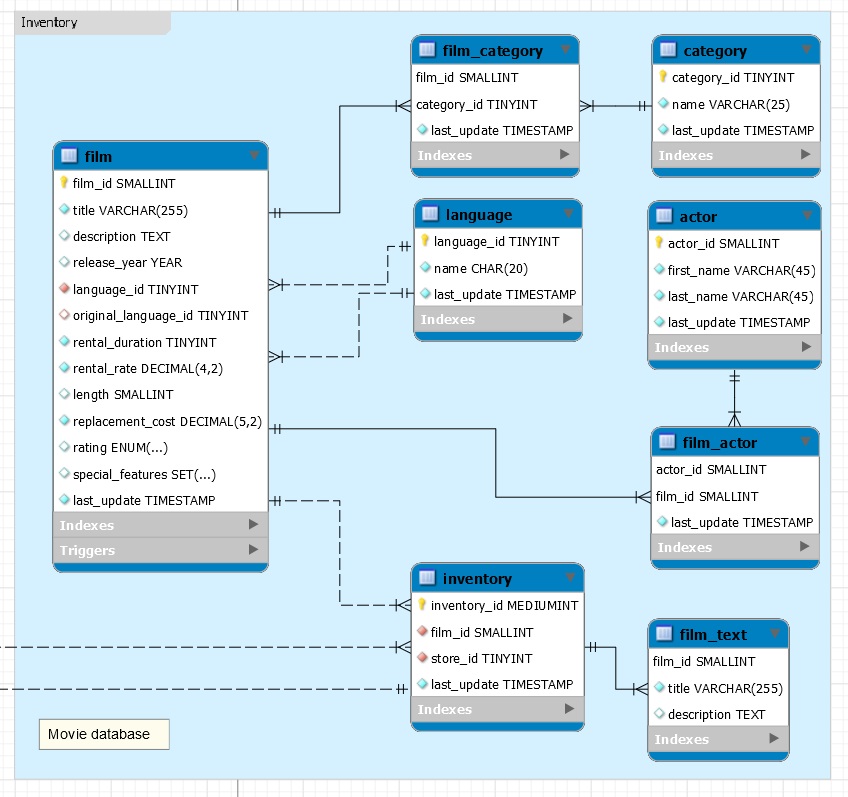 Inventory
film_category
film_id SMALLINT
category_id TINYINT
last_update TIMESTAMP
Indexes
category
category_id TINYINT
name VARCHAR(25)
last_update TIMESTAMP
Indexes
film
film_id SMALLINT
title VARCHAR(255)
description TEXT
release_year YEAR
language_id TINYINT
original_language_id TINYINT
rental_duration TINYINT
rental_rate DECIMAL(4,2)
length SMALLINT
replacement_cost DECIMAL(5,2)
rating ENUM(...)
special_features SET(...)
last_update TIMESTAMP
Indexes
Triggers
language
language_id TINYINT
name CHAR(20)
last_update TIMESTAMP
Indexes
actor
actor_id SMALLINT
first_name VARCHAR(45)
last_name VARCHAR(45)
last_update TIMESTAMP
Indexes
film_actor
actor_id SMALLINT
film_id SMALLINT
last_update TIMESTAMP
Indexes
inventory
inventory_id MEDIUMINT
film_id SMALLINT
store_id TINYINT
last_update TIMESTAMP
Indexes
film_text
film_id SMALLINT
title VARCHAR(255)
description TEXT
Indexes
Movie database